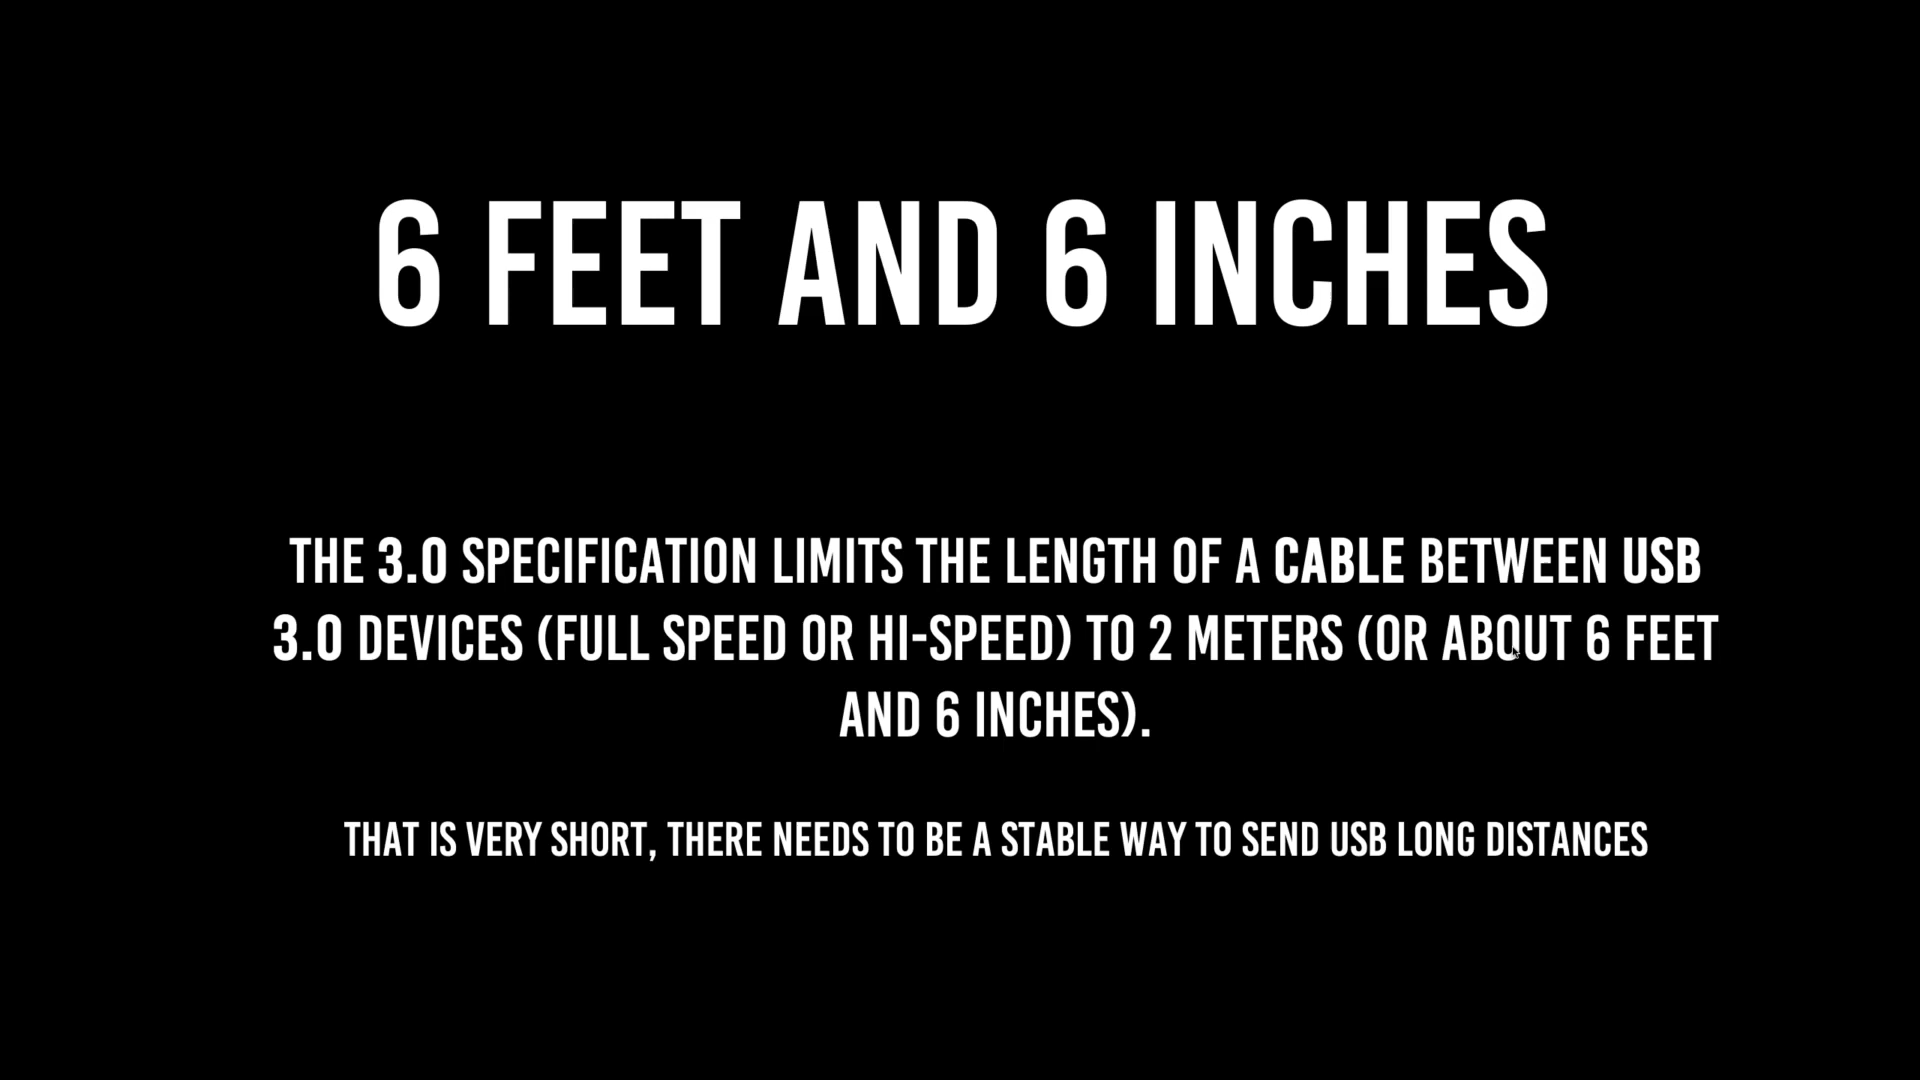 6 FEET AND 6 INCHES
THE 3.0 SPECIFICATION LIMITS THE LENGTH OF A CABLE BETWEEN USB
3.0 DEVICES (FULL SPEED OR HI-SPEED) TO 2 METERS (OR ABOUT 6 FEET
AND 6 INCHES).
THAT IS VERY SHORT, THERE NEEDS TO BE A STABLE WAY TO SEND USB LONG DISTANCES